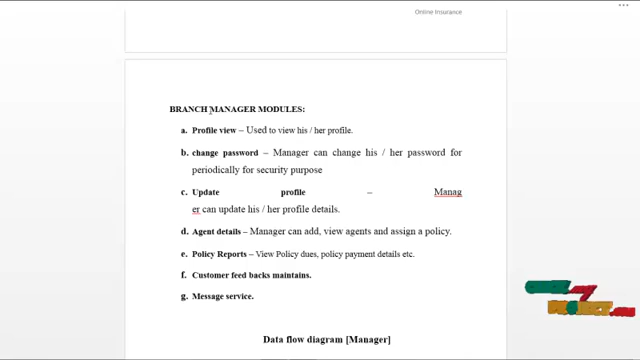 Online Insurance
BRANCH MANAGER MODULES:
a. Profile view – Used to view his / her profile.
b. change password – Manager can change his / her password for
periodically for security purpose
c. Update profile – Manag
er can update his / her profile details.
d. Agent details – Manager can add, view agents and assign a policy.
e. Policy Reports – View Policy dues, policy payment details etc.
f. Customer feed backs maintains.
g. Message service.
Data flow diagram [Manager]